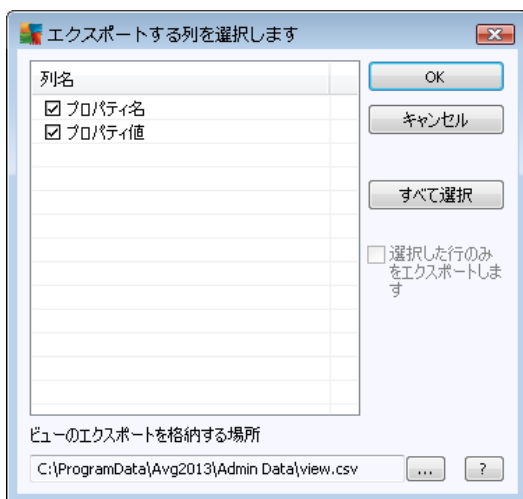 エクスポートする列を選択します
列名
プロパティ名
プロパティ値
OK
キャンセル
すべて選択
選択した行のみ
をエクスポートしま
す
ビューのエクスポートを格納する場所
C:\ProgramData\Avg2013\Admin Data\view.csv
...
?